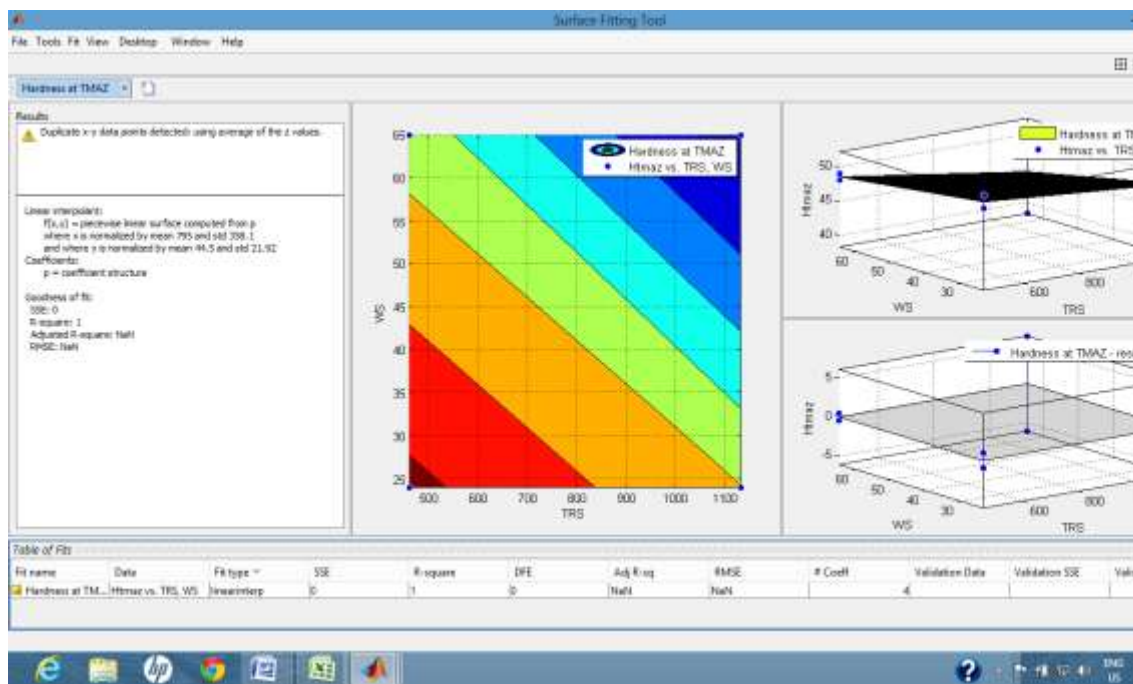 Surface Fitting Tool
File Tools Fit View Desktop Window Help
Hardness at TMAZ
Results
Duplicate x-y data points detected: using average of the z values.
Linear interpolant:
f(x,y) = piecewise linear surface computed from p
where x is normalized by mean 795 and std 358.1
and where y is normalized by mean 44.5 and std 21.92
Coefficients:
p = coefficient structure
Goodness of fit:
SSE: 0
R-square: 1
Adjusted R-square: NaN
RMSE: NaN
65
60
55
50
45
40
35
30
25
WS
500 600 700 800 900 1000 1100
TRS
Hardness at TMAZ
Htmaz vs. TRS, WS
Hardness at T
Htmaz vs. TRS
50
45
40
Htmaz
60 50 40 30
WS
600 800
TRS
Hardness at TMAZ - res
5
0
-5
Htmaz
60 50 40 30
WS
600 800
TRS
Table of Fits
Fit name Data Fit type SSE R-square DFE Adj R-sq RMSE # Coeff Validation Data Validation SSE Vali
Hardness at TM... Htmaz vs. TRS, WS linearinterp 0 1 0 NaN NaN 4
ENG
US